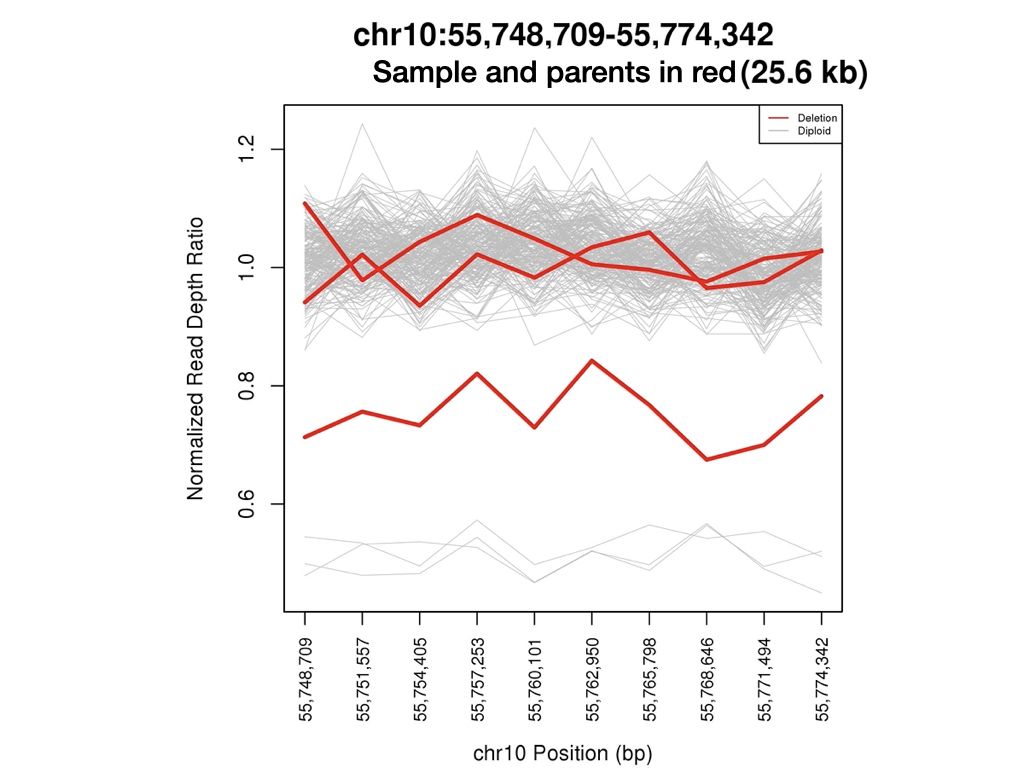 chr10:55,748,709-55,774,342
Sample and parents in red (25.6 kb)
Deletion
Diploid
Normalized Read Depth Ratio
1.2
1.0
0.8
0.6
55,748,709
55,751,557
55,754,405
55,757,253
55,760,101
55,762,950
55,765,798
55,768,646
55,771,494
55,774,342
chr10 Position (bp)